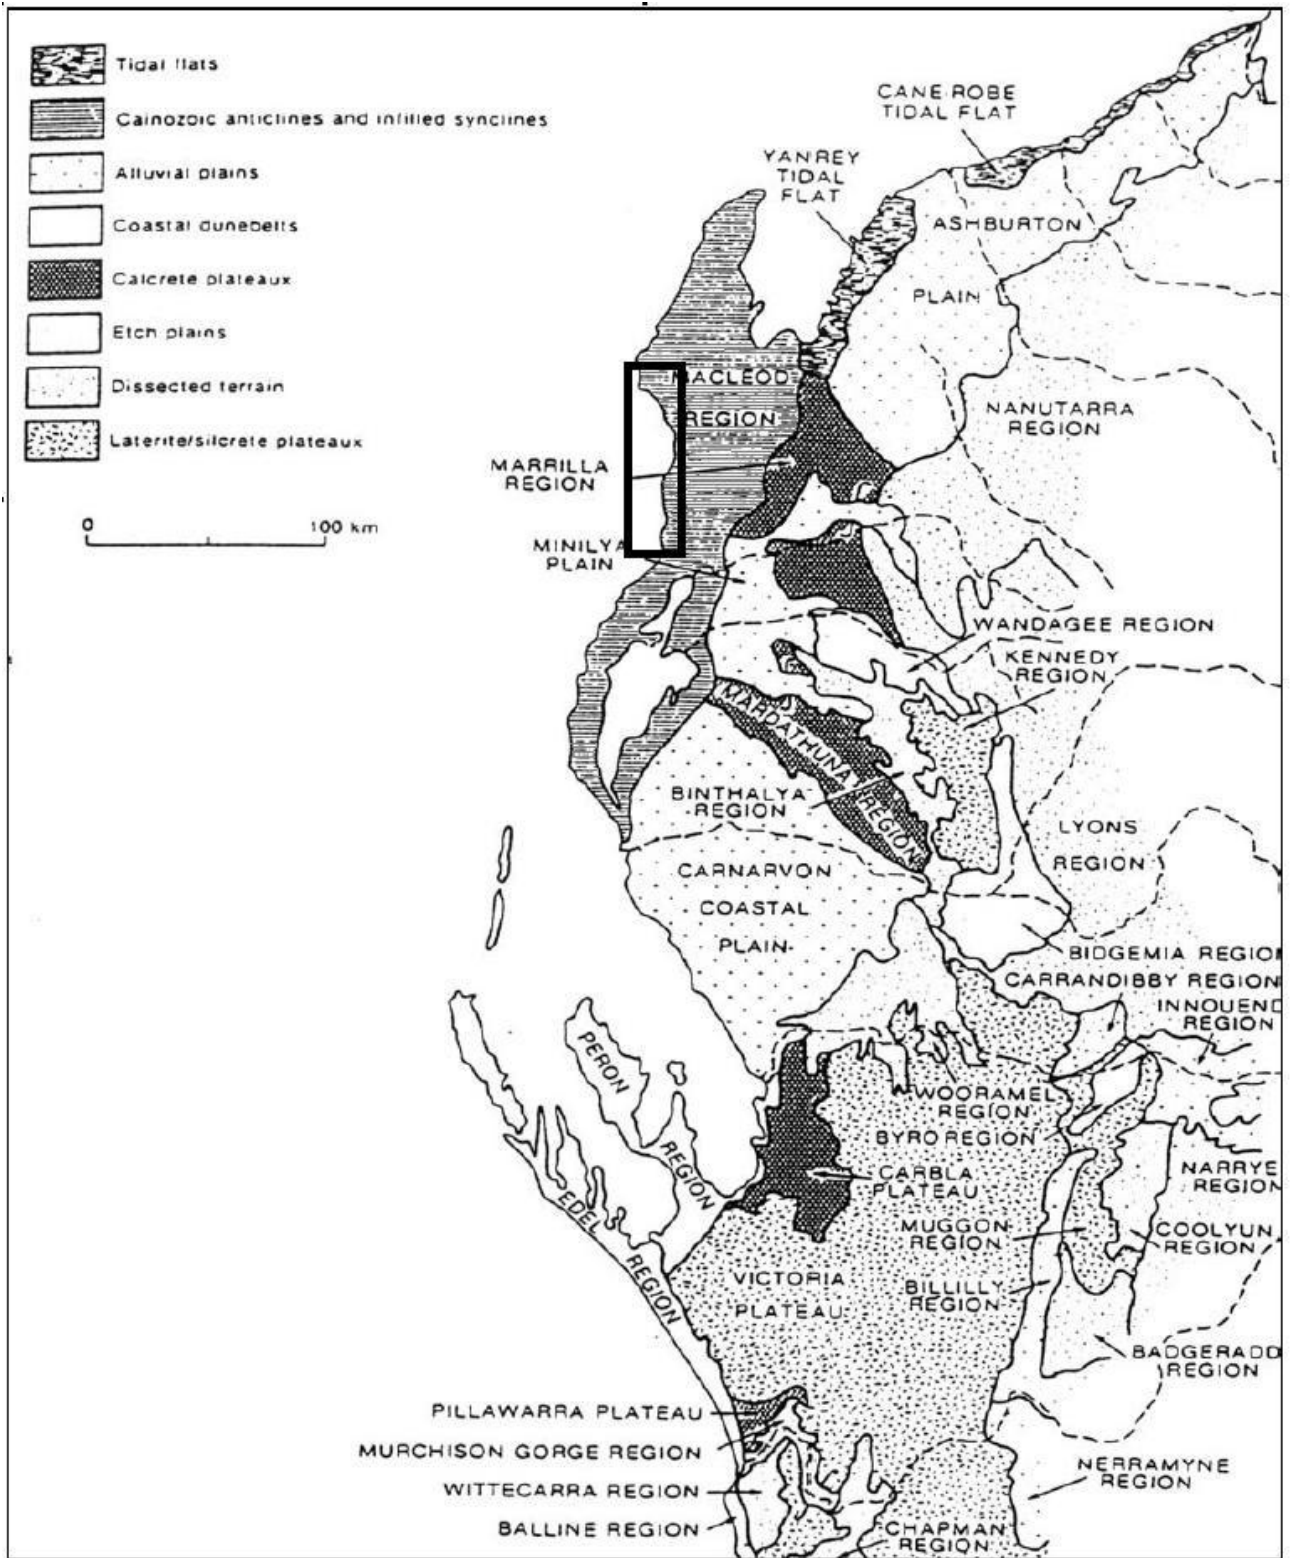 Tidal flats
Cainozoic anticlines and infilled synclines
Alluvial plains
Coastal dunebelts
Calcrete plateaux
Etch plains
Dissected terrain
Laterite/silcrete plateaux
0
100 km
CANE-ROBE
TIDAL FLAT
YANREY
TIDAL
FLAT
ASHBURTON
PLAIN
MACLEOD
REGION
NANUTARRA
REGION
MARRILLA
REGION
MINILYA
PLAIN
WANDAGEE REGION
KENNEDY
REGION
MARDATHUNA REGION
BINTHALYA
REGION
LYONS
REGION
CARNARVON
COASTAL
PLAIN
BIDGEMIA REGION
CARRANDIBBY REGION
INNOUEND
REGION
PERON
REGION
WOORAMEL
REGION
BYRO REGION
CARBLA
PLATEAU
NARRYE
REGION
EDEL
REGION
MUGGON
REGION
COOLYUN
REGION
VICTORIA
PLATEAU
BILLILLY
REGION
BADGERADD
REGION
PILLAWARRA PLATEAU
MURCHISON GORGE REGION
WITTECARRA REGION
BALLINE REGION
NERRAMYNE
REGION
CHAPMAN
REGION